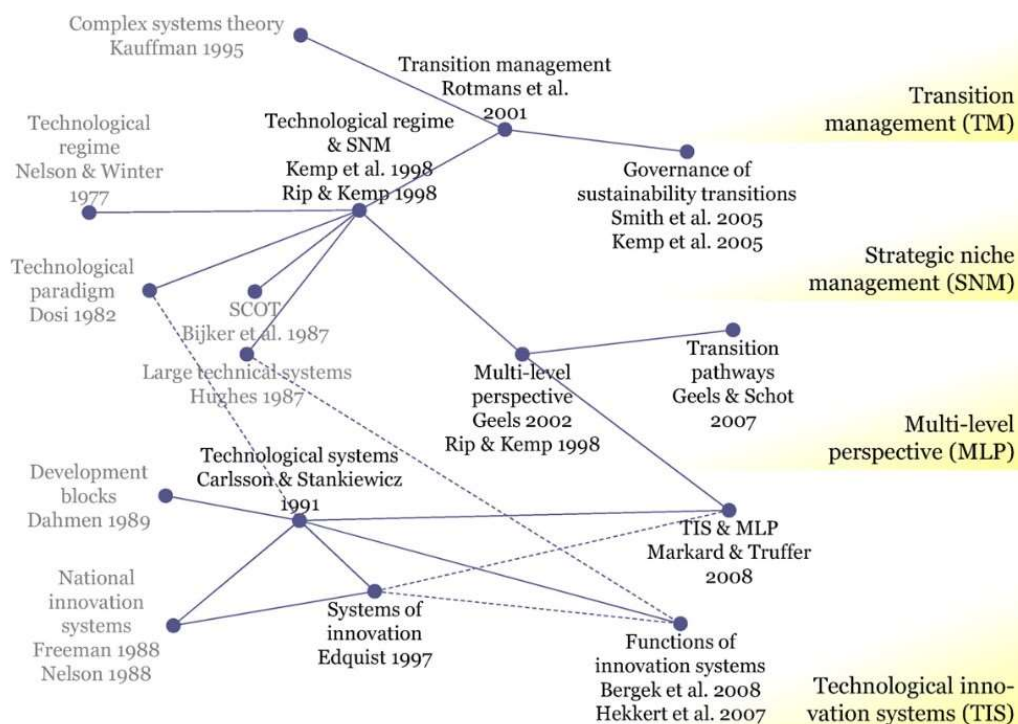 Complex systems theory
Kauffman 1995
Transition management
Rotmans et al.
2001
Transition
management (TM)
Technological
regime
Nelson & Winter
1977
Technological regime
& SNM
Kemp et al. 1998
Rip & Kemp 1998
Governance of
sustainability transitions
Smith et al. 2005
Kemp et al. 2005
Strategic niche
management (SNM)
Technological
paradigm
Dosi 1982
SCOT
Bijker et al. 1987
Large technical systems
Hughes 1987
Multi-level
perspective
Geels 2002
Rip & Kemp 1998
Transition
pathways
Geels & Schot
2007
Multi-level
perspective (MLP)
Development
blocks
Dahmen 1989
Technological systems
Carlsson & Stankiewicz
1991
TIS & MLP
Markard & Truffer
2008
National
innovation
systems
Freeman 1988
Nelson 1988
Systems of
innovation
Edquist 1997
Functions of
innovation systems
Bergek et al. 2008
Hekkert et al. 2007
Technological inno-
vation systems (TIS)